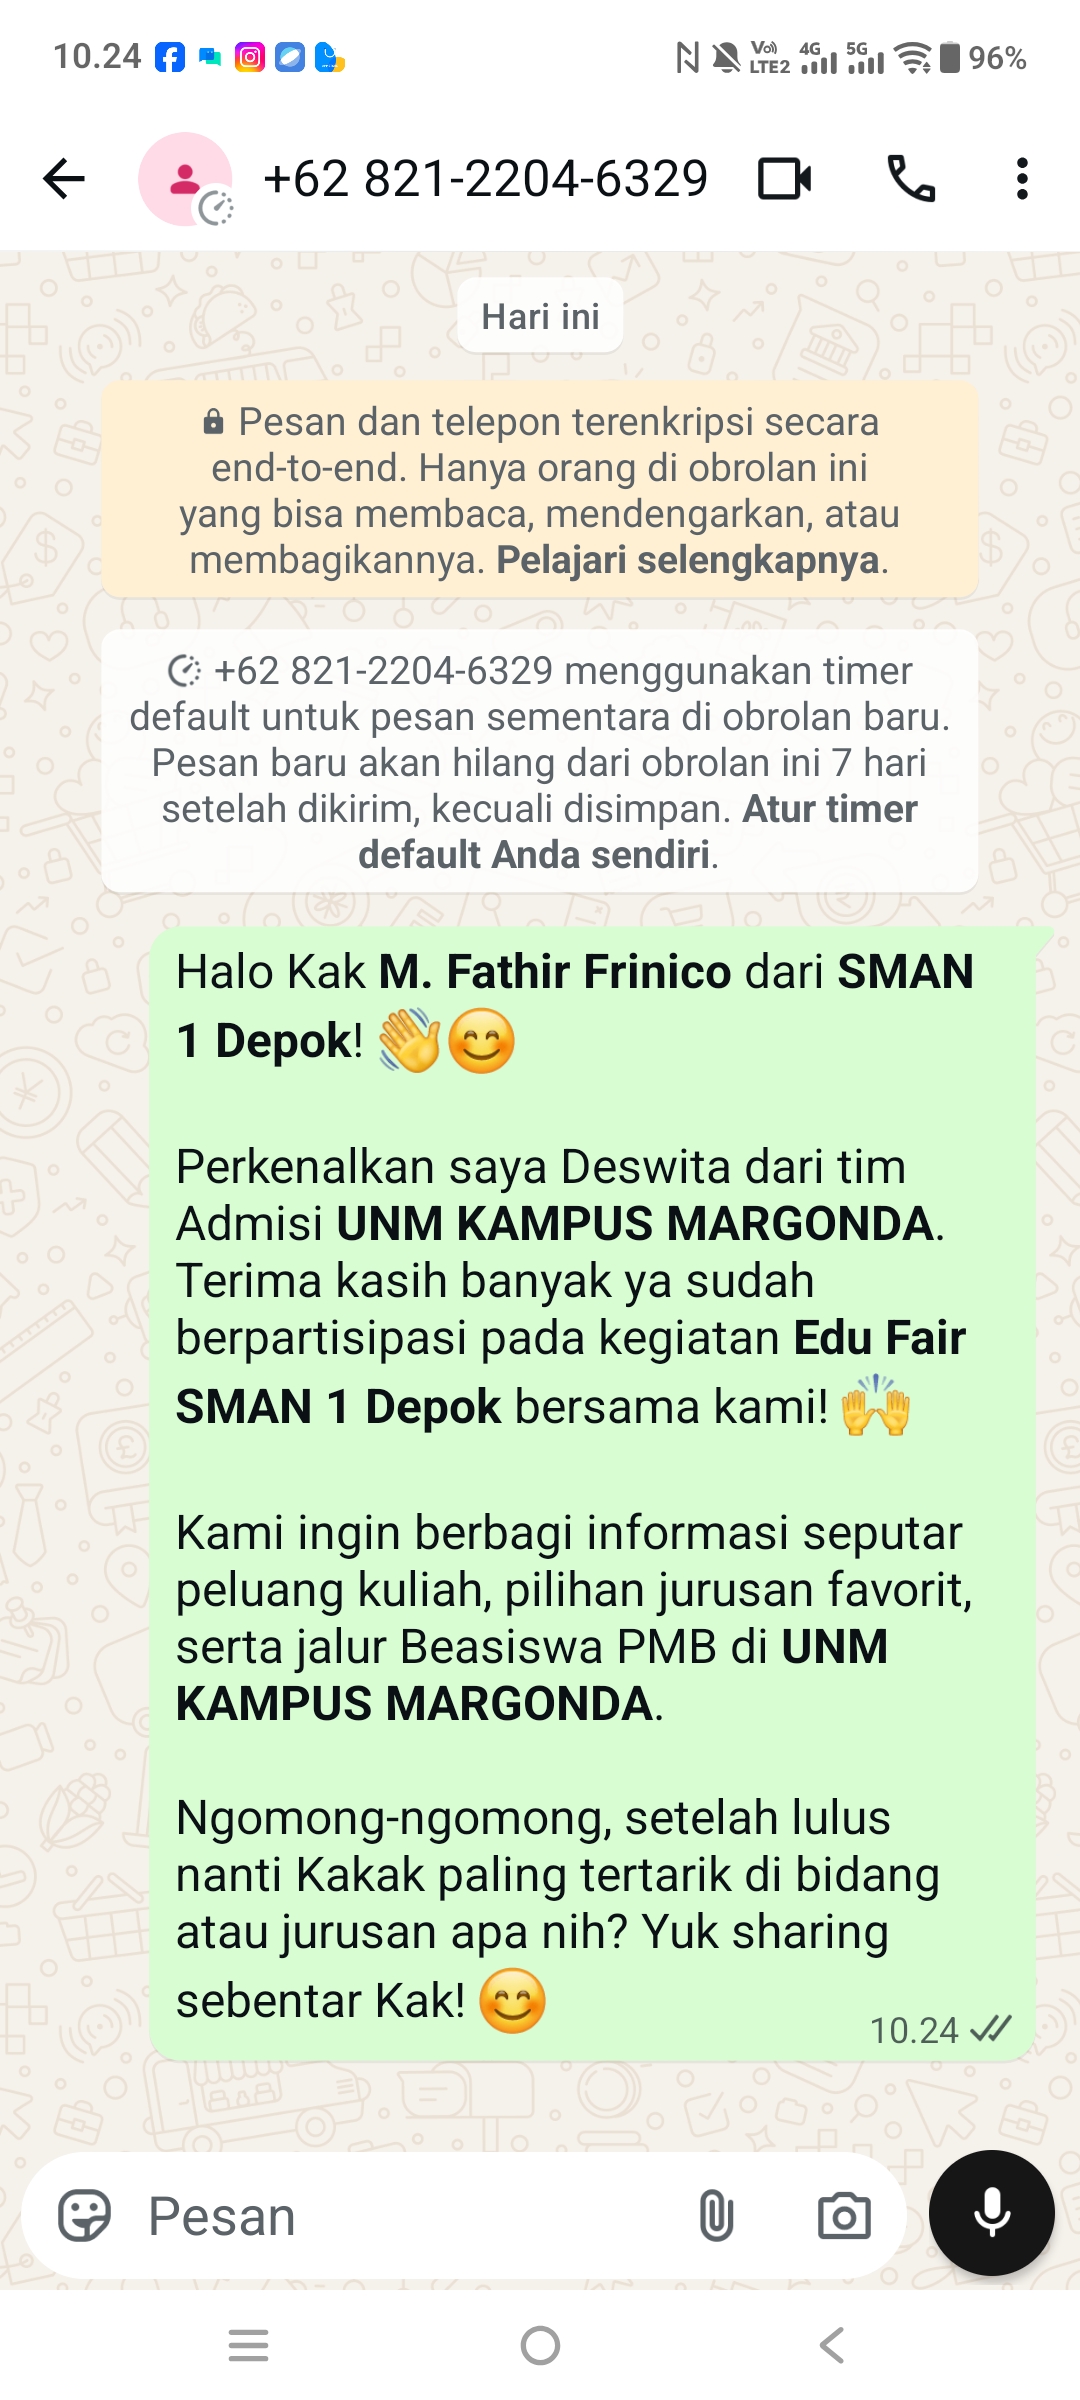 10.24 VoD LTE2 4G 5G 96%
+62 821-2204-6329
Hari ini
Pesan dan telepon terenkripsi secara
end-to-end. Hanya orang di obrolan ini
yang bisa membaca, mendengarkan, atau
membagikannya. Pelajari selengkapnya.
+62 821-2204-6329 menggunakan timer
default untuk pesan sementara di obrolan baru.
Pesan baru akan hilang dari obrolan ini 7 hari
setelah dikirim, kecuali disimpan. Atur timer
default Anda sendiri.
Halo Kak M. Fathir Frinico dari SMAN
1 Depok! 👋😊
Perkenalkan saya Deswita dari tim
Admisi UNM KAMPUS MARGONDA.
Terima kasih banyak ya sudah
berpartisipasi pada kegiatan Edu Fair
SMAN 1 Depok bersama kami! 🙌
Kami ingin berbagi informasi seputar
peluang kuliah, pilihan jurusan favorit,
serta jalur Beasiswa PMB di UNM
KAMPUS MARGONDA.
Ngomong-ngomong, setelah lulus
nanti Kakak paling tertarik di bidang
atau jurusan apa nih? Yuk sharing
sebentar Kak! 😊
10.24
Pesan